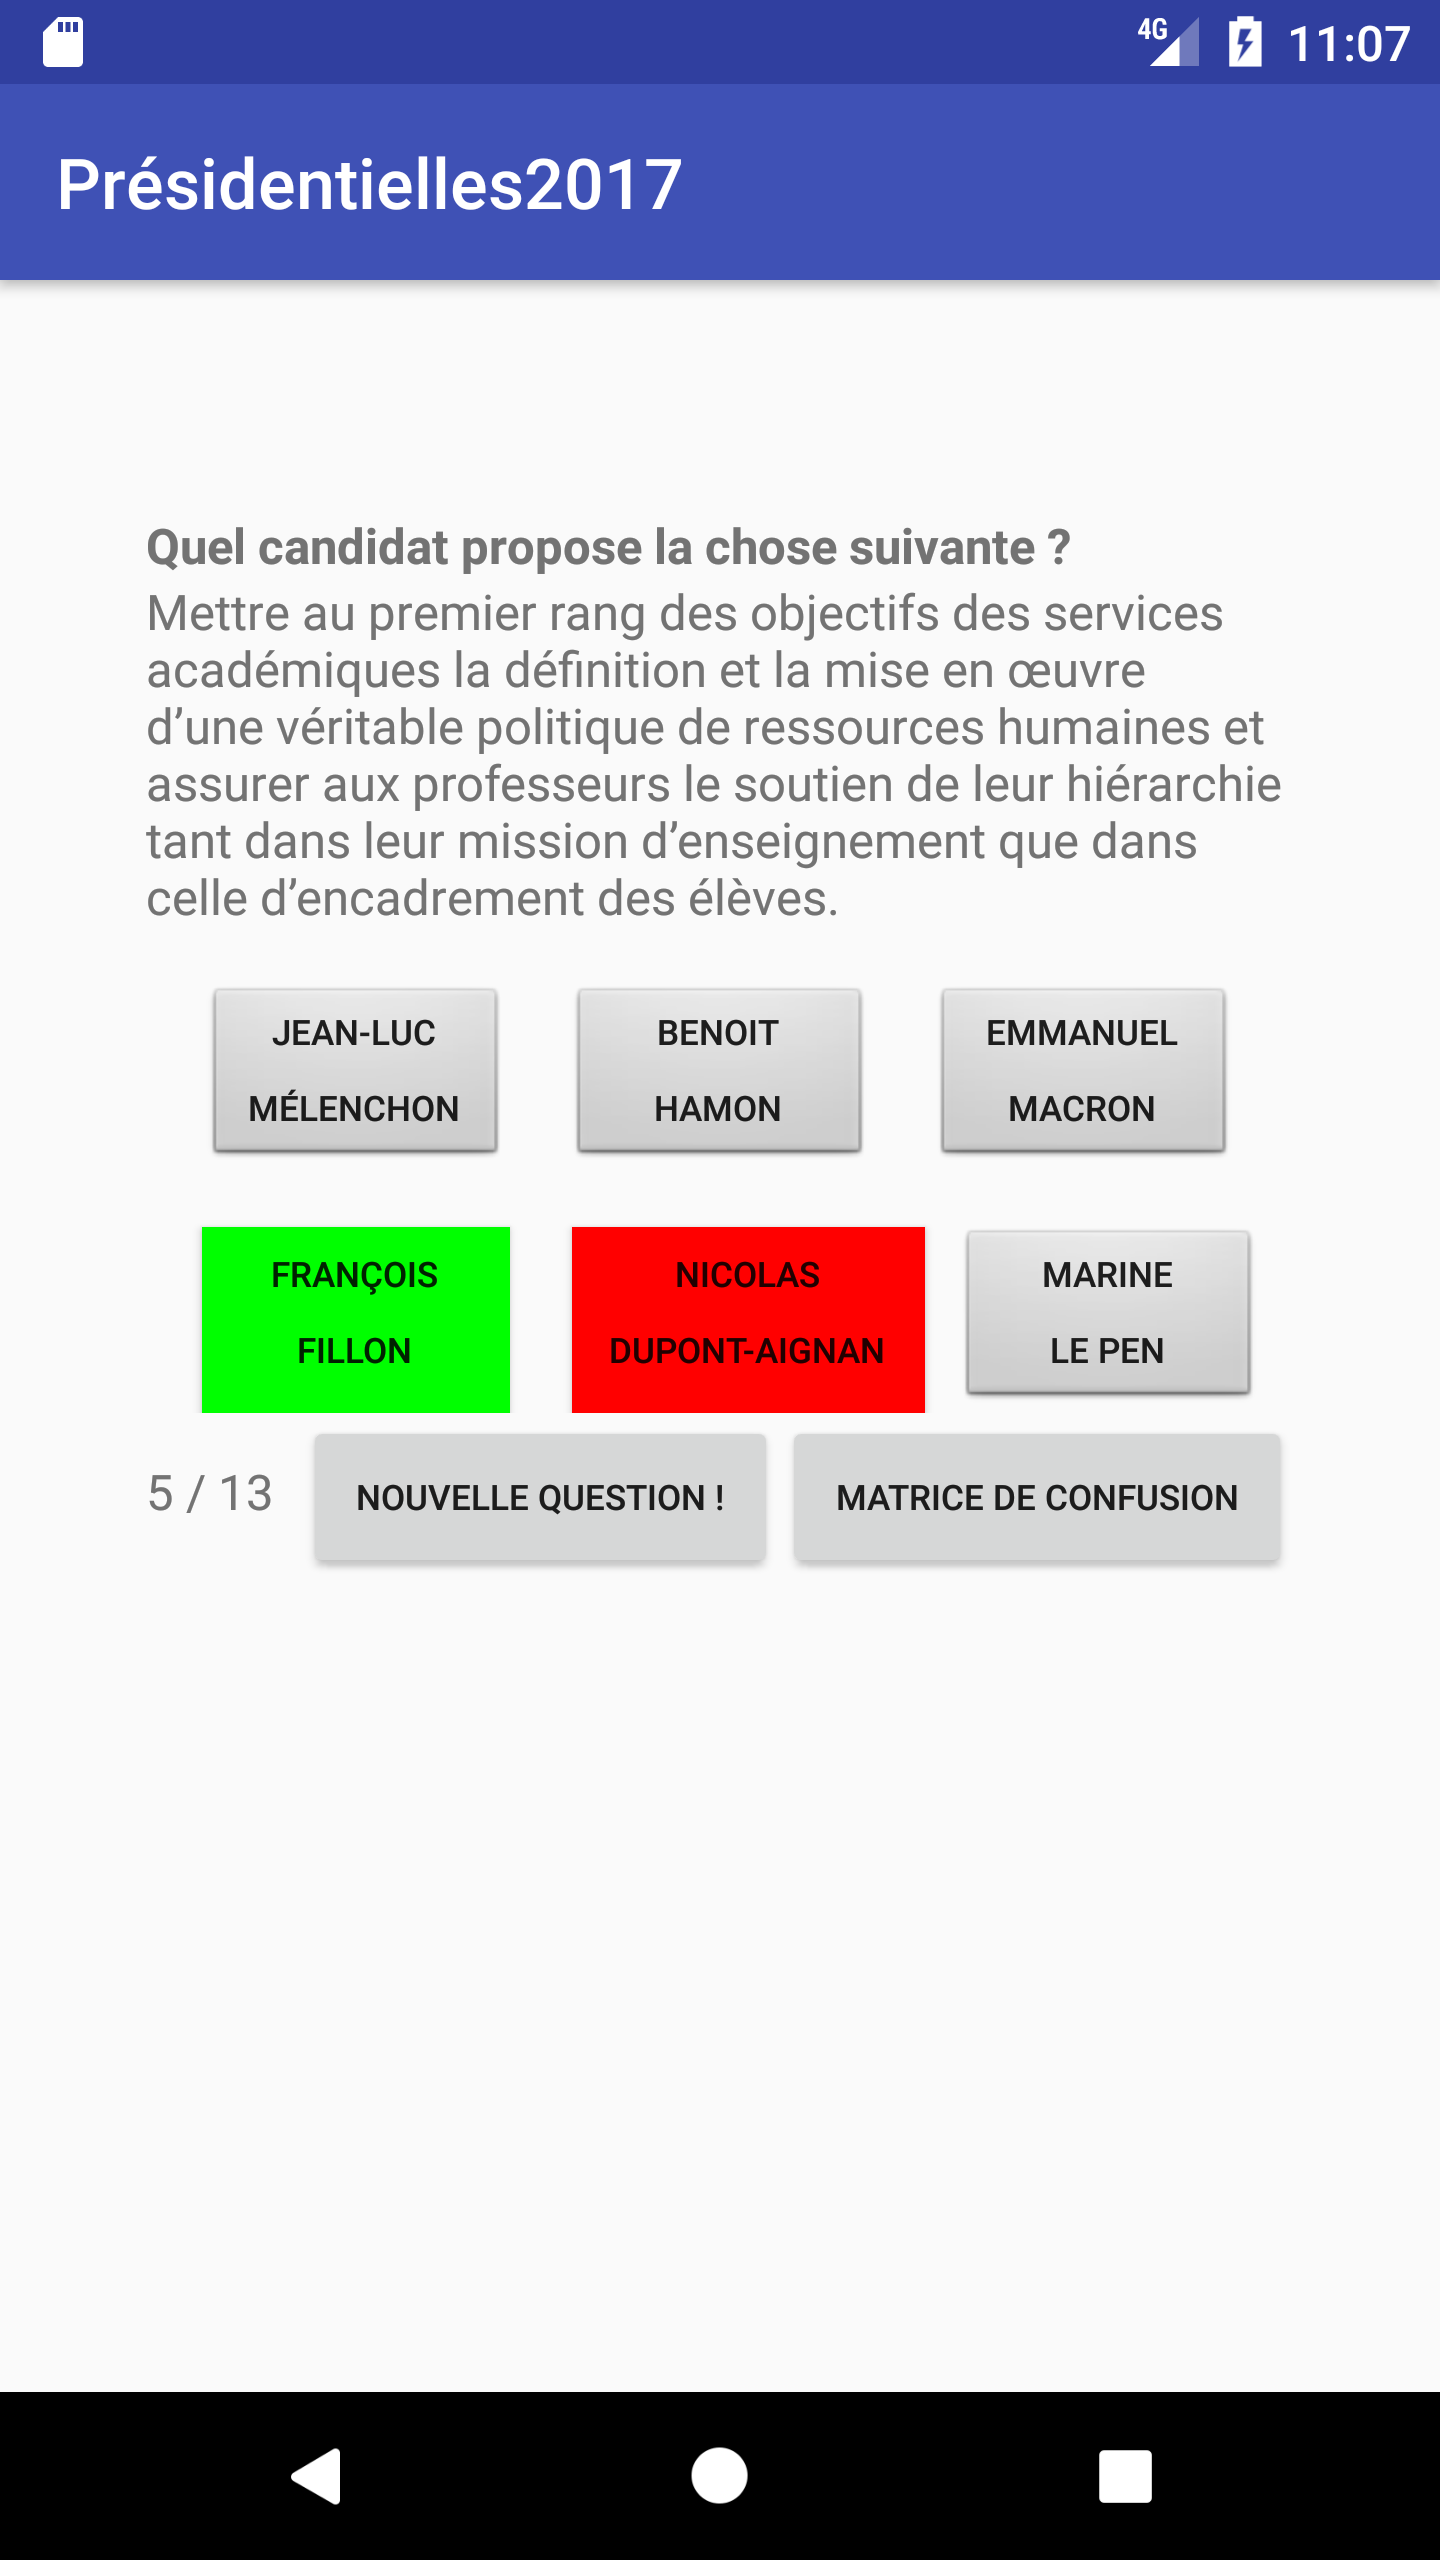 4G 11:07
Présidentielles2017
Quel candidat propose la chose suivante ?
Mettre au premier rang des objectifs des services
académiques la définition et la mise en œuvre
d’une véritable politique de ressources humaines et
assurer aux professeurs le soutien de leur hiérarchie
tant dans leur mission d’enseignement que dans
celle d’encadrement des élèves.
JEAN-LUC
MÉLENCHON
BENOIT
HAMON
EMMANUEL
MACRON
FRANÇOIS
FILLON
NICOLAS
DUPONT-AIGNAN
MARINE
LE PEN
5 / 13
NOUVELLE QUESTION !
MATRICE DE CONFUSION